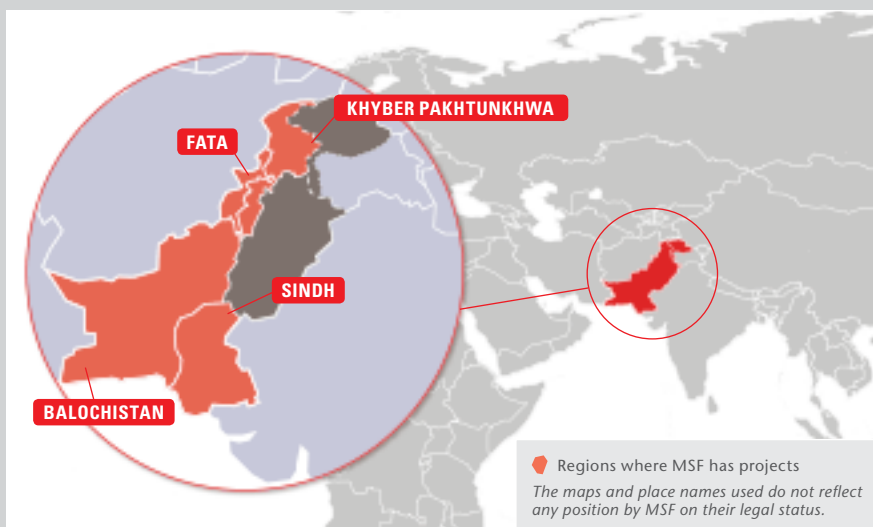 KHYBER PAKHTUNKHWA
FATA
SINDH
BALOCHISTAN
Regions where MSF has projects
The maps and place names used do not reflect
any position by MSF on their legal status.